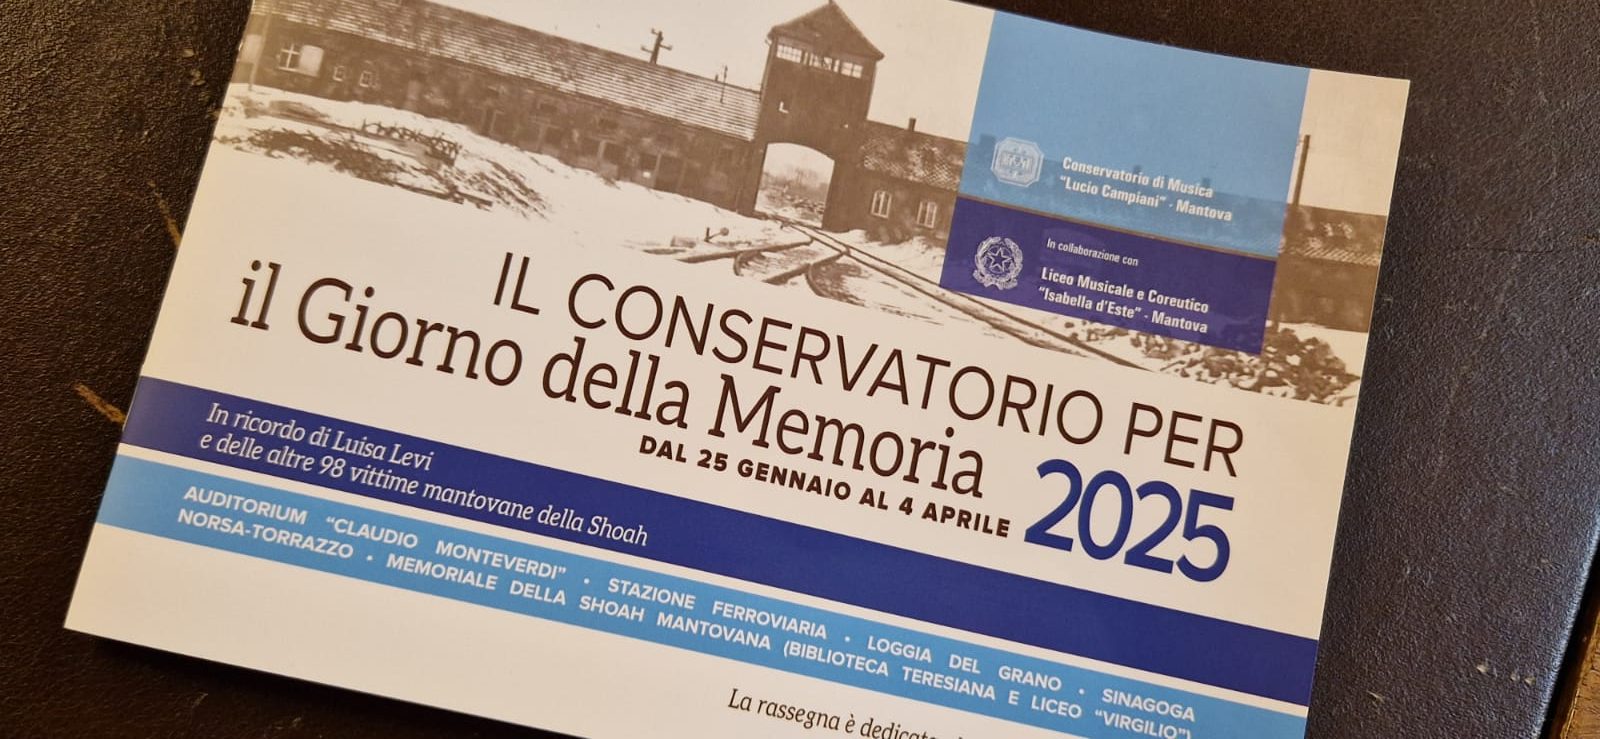 Conservatorio di Musica
"Lucio Campiani" - Mantova
In collaborazione con
Liceo Musicale e Coreutico
"Isabella d'Este" - Mantova
IL CONSERVATORIO PER
il Giorno della Memoria
DAL 25 GENNAIO AL 4 APRILE 2025
In ricordo di Luisa Levi
e delle altre 98 vittime mantovane della Shoah
AUDITORIUM "CLAUDIO MONTEVERDI" • STAZIONE FERROVIARIA • LOGGIA DEL GRANO • SINAGOGA
NORSA-TORRAZZO • MEMORIALE DELLA SHOAH MANTOVANA (BIBLIOTECA TERESIANA E LICEO "VIRGILIO")
La rassegna è